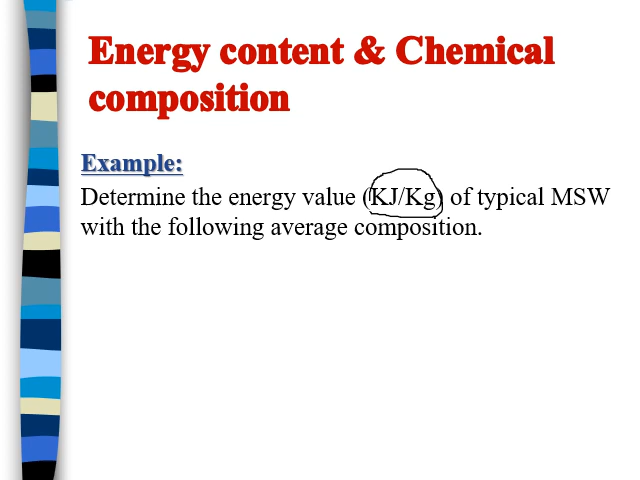 Energy content & Chemical
composition
Example:
Determine the energy value (KJ/Kg) of typical MSW
with the following average composition.